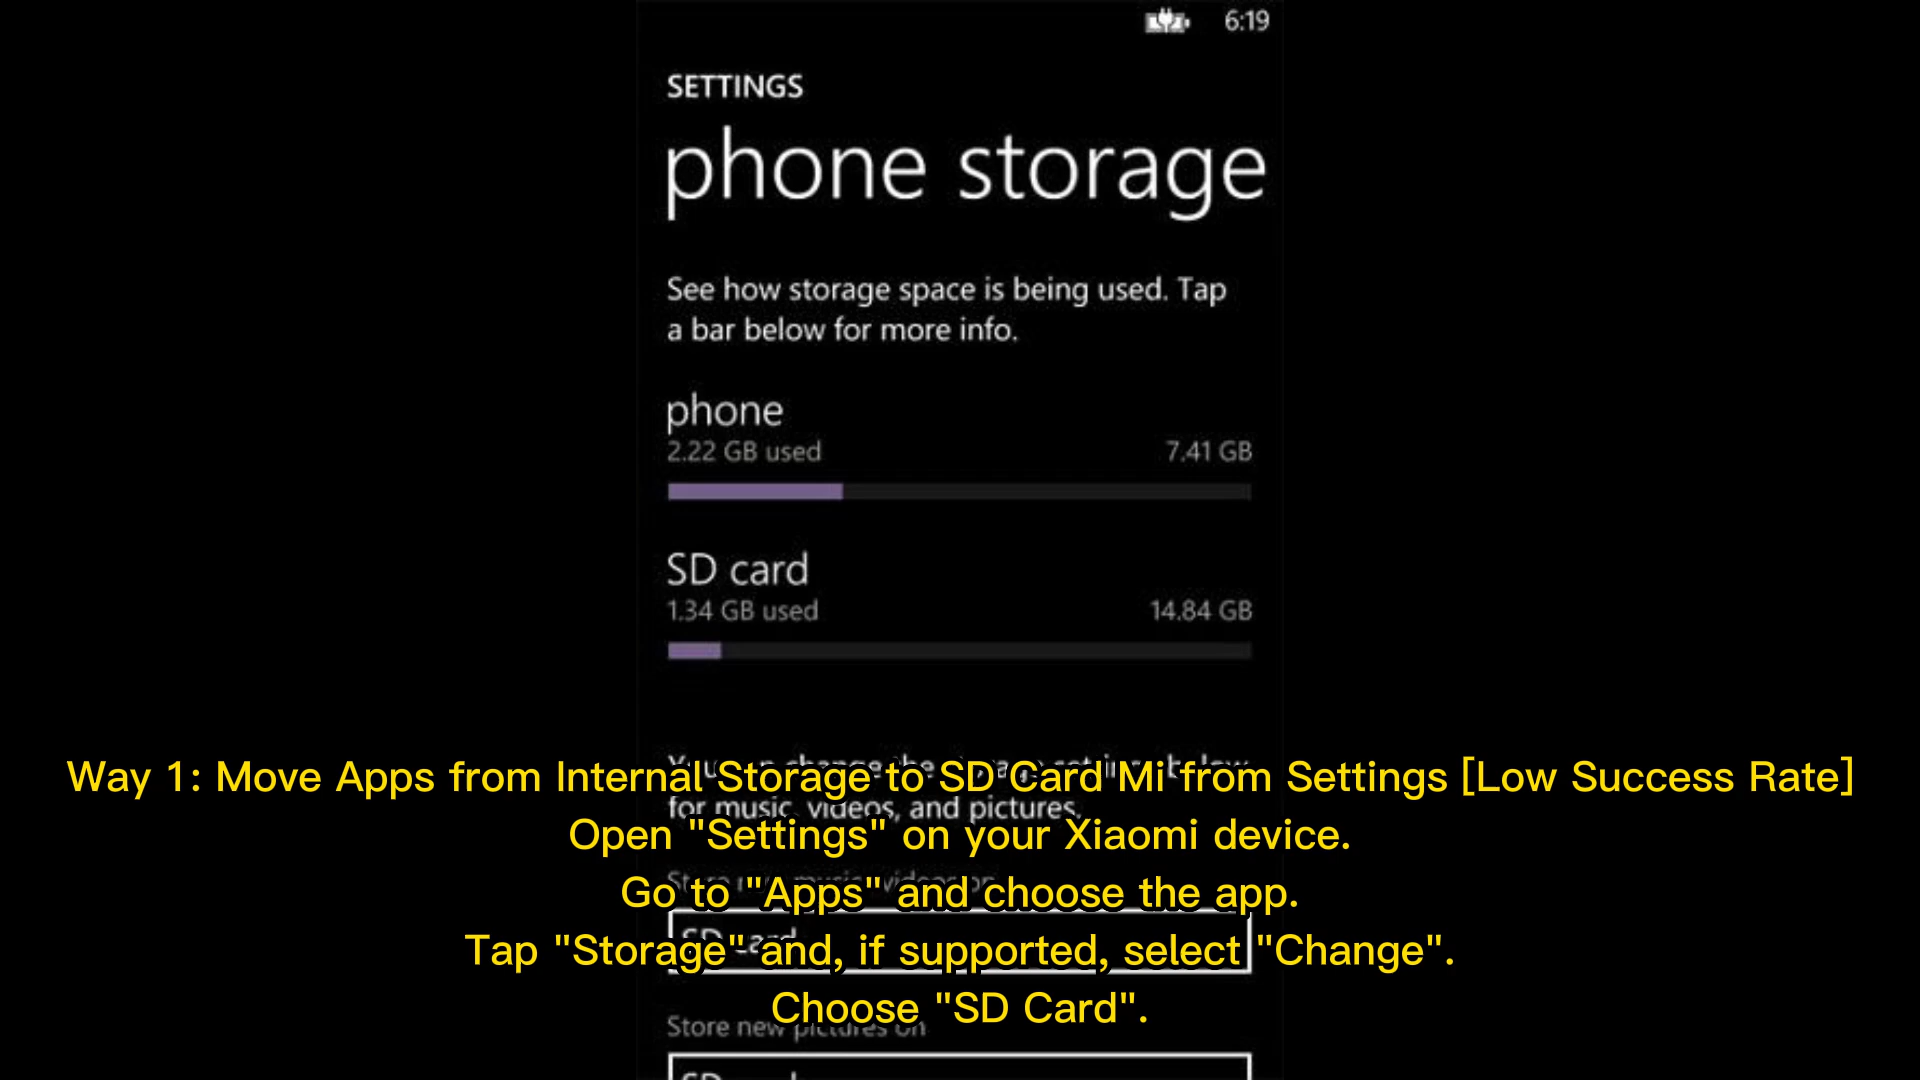 6:19
SETTINGS
phone storage
See how storage space is being used. Tap
a bar below for more info.
phone
2.22 GB used 7.41 GB
SD card
1.34 GB used 14.84 GB
Way 1: Move Apps from Internal Storage to SD Card Mi from Settings [Low Success Rate]
for music, videos, and pictures.
Open "Settings" on your Xiaomi device.
Go to "Apps" and choose the app.
SD card
Tap "Storage" and, if supported, select "Change".
Choose "SD Card".
Store new pictures on
SD card